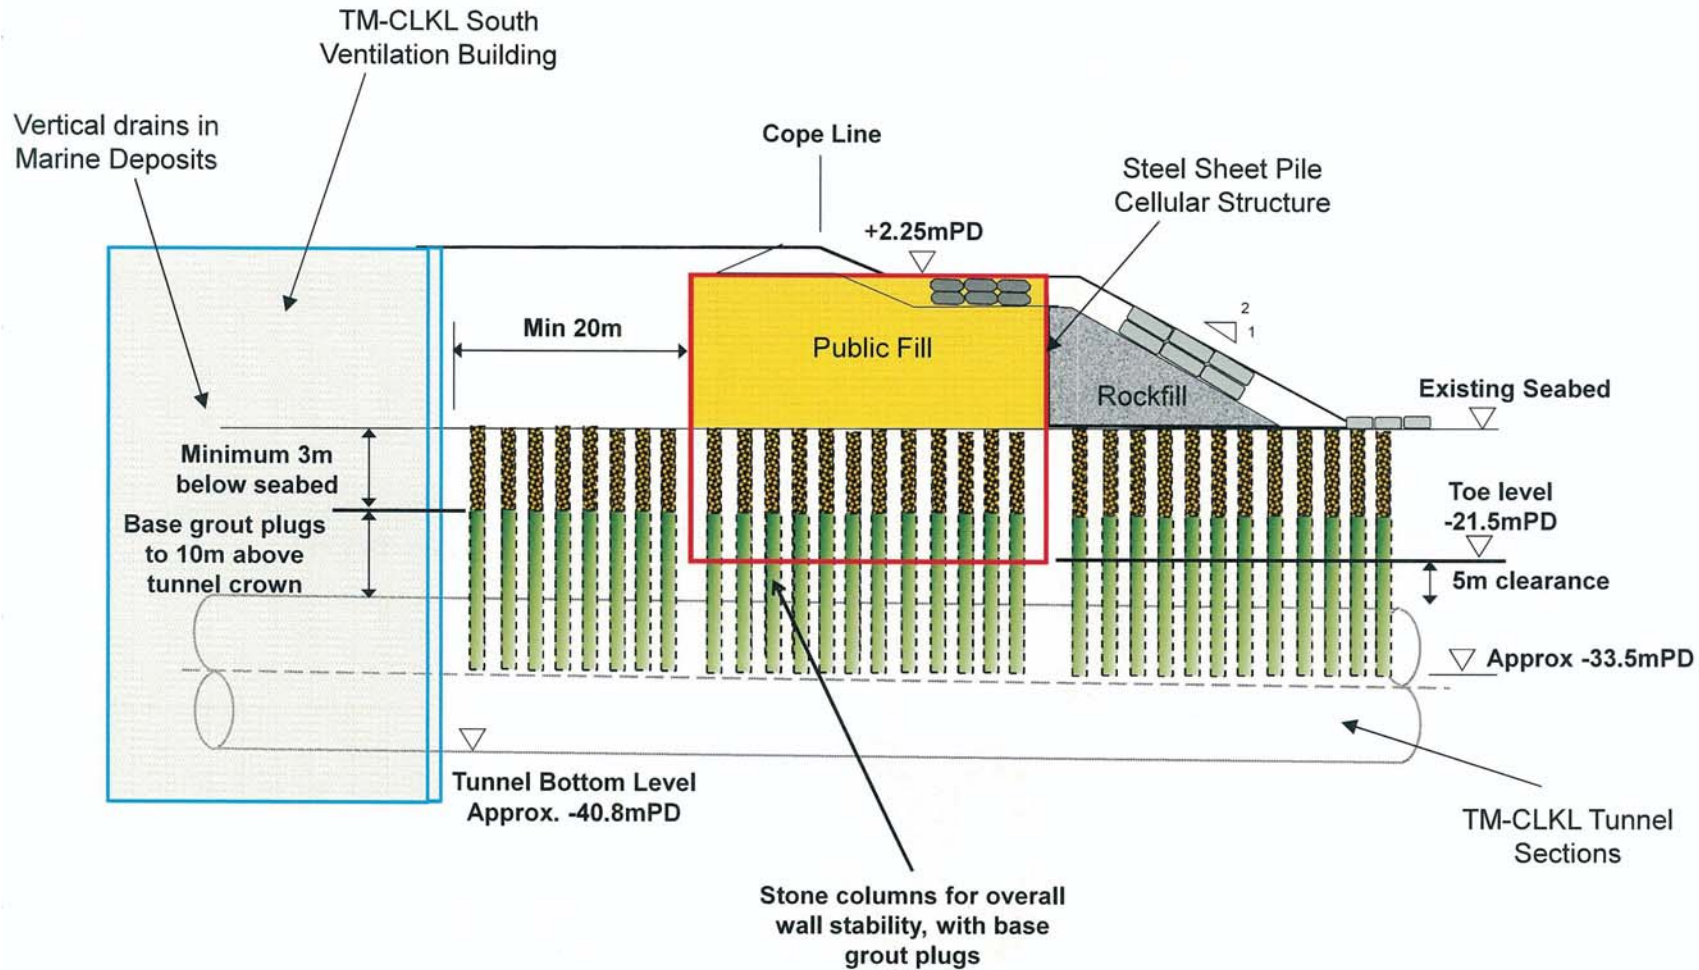 TM-CLKL South
Ventilation Building
Vertical drains in
Marine Deposits
Cope Line
Steel Sheet Pile
Cellular Structure
+2.25mPD
2
1
Min 20m
Public Fill
Rockfill
Existing Seabed
Minimum 3m
below seabed
Toe level
-21.5mPD
Base grout plugs
to 10m above
tunnel crown
5m clearance
Approx -33.5mPD
Tunnel Bottom Level
Approx. -40.8mPD
TM-CLKL Tunnel
Sections
Stone columns for overall
wall stability, with base
grout plugs